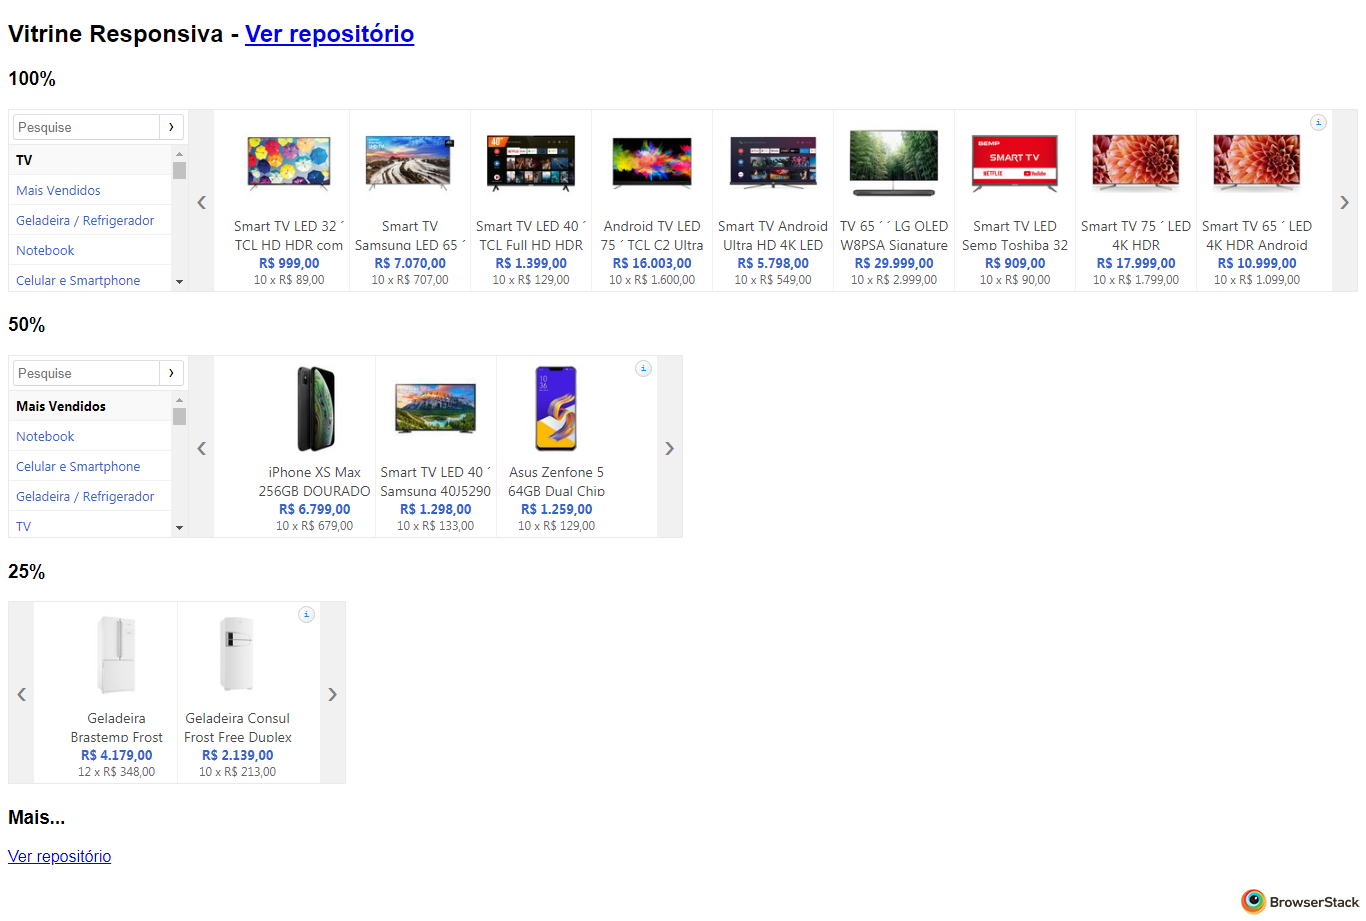 Vitrine Responsiva - Ver repositório
100%
Pesquise
TV
Mais Vendidos
Geladeira / Refrigerador
Notebook
Celular e Smartphone
Smart TV LED 32 ´
TCL HD HDR com
R$ 999,00
10 x R$ 89,00
Smart TV
Samsung LED 65 ´
R$ 7.070,00
10 x R$ 707,00
40"
Smart TV LED 40 ´
TCL Full HD HDR
R$ 1.399,00
10 x R$ 129,00
Android TV LED
75 ´ TCL C2 Ultra
R$ 16.003,00
10 x R$ 1.600,00
Smart TV Android
Ultra HD 4K LED
R$ 5.798,00
10 x R$ 549,00
TV 65 ´ ´ LG OLED
W8PSA Signature
R$ 29.999,00
10 x R$ 2.999,00
SEMP
SMART TV
NETFLIX YouTube
Smart TV LED
Semp Toshiba 32
R$ 909,00
10 x R$ 90,00
Smart TV 75 ´ LED
4K HDR
R$ 17.999,00
10 x R$ 1.799,00
Smart TV 65 ´ LED
4K HDR Android
R$ 10.999,00
10 x R$ 1.099,00
50%
Pesquise
Mais Vendidos
Notebook
Celular e Smartphone
Geladeira / Refrigerador
TV
iPhone XS Max
256GB DOURADO
R$ 6.799,00
10 x R$ 679,00
Smart TV LED 40 ´
Samsung 40J5290
R$ 1.298,00
10 x R$ 133,00
Asus Zenfone 5
64GB Dual Chip
R$ 1.259,00
10 x R$ 129,00
25%
Geladeira
Brastemp Frost
R$ 4.179,00
12 x R$ 348,00
Geladeira Consul
Frost Free Duplex
R$ 2.139,00
10 x R$ 213,00
Mais...
Ver repositório
BrowserStack